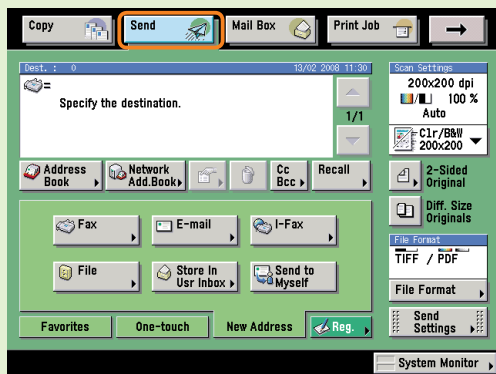 Copy
Send
Mail Box
Print Job
Dest. : 0
13/02 2008 11:30
=
Specify the destination.
1/1
Scan Settings
200x200 dpi
/ 100 %
Auto
Clr/B&W
200x200
Address
Book
Network
Add.Book
Cc
Bcc
Recall
2-Sided
Original
Diff. Size
Originals
Fax
E-mail
I-Fax
File
Store In
Usr Inbox
Send to
Myself
File Format
TIFF / PDF
File Format
Favorites
One-touch
New Address
Reg.
Send
Settings
System Monitor